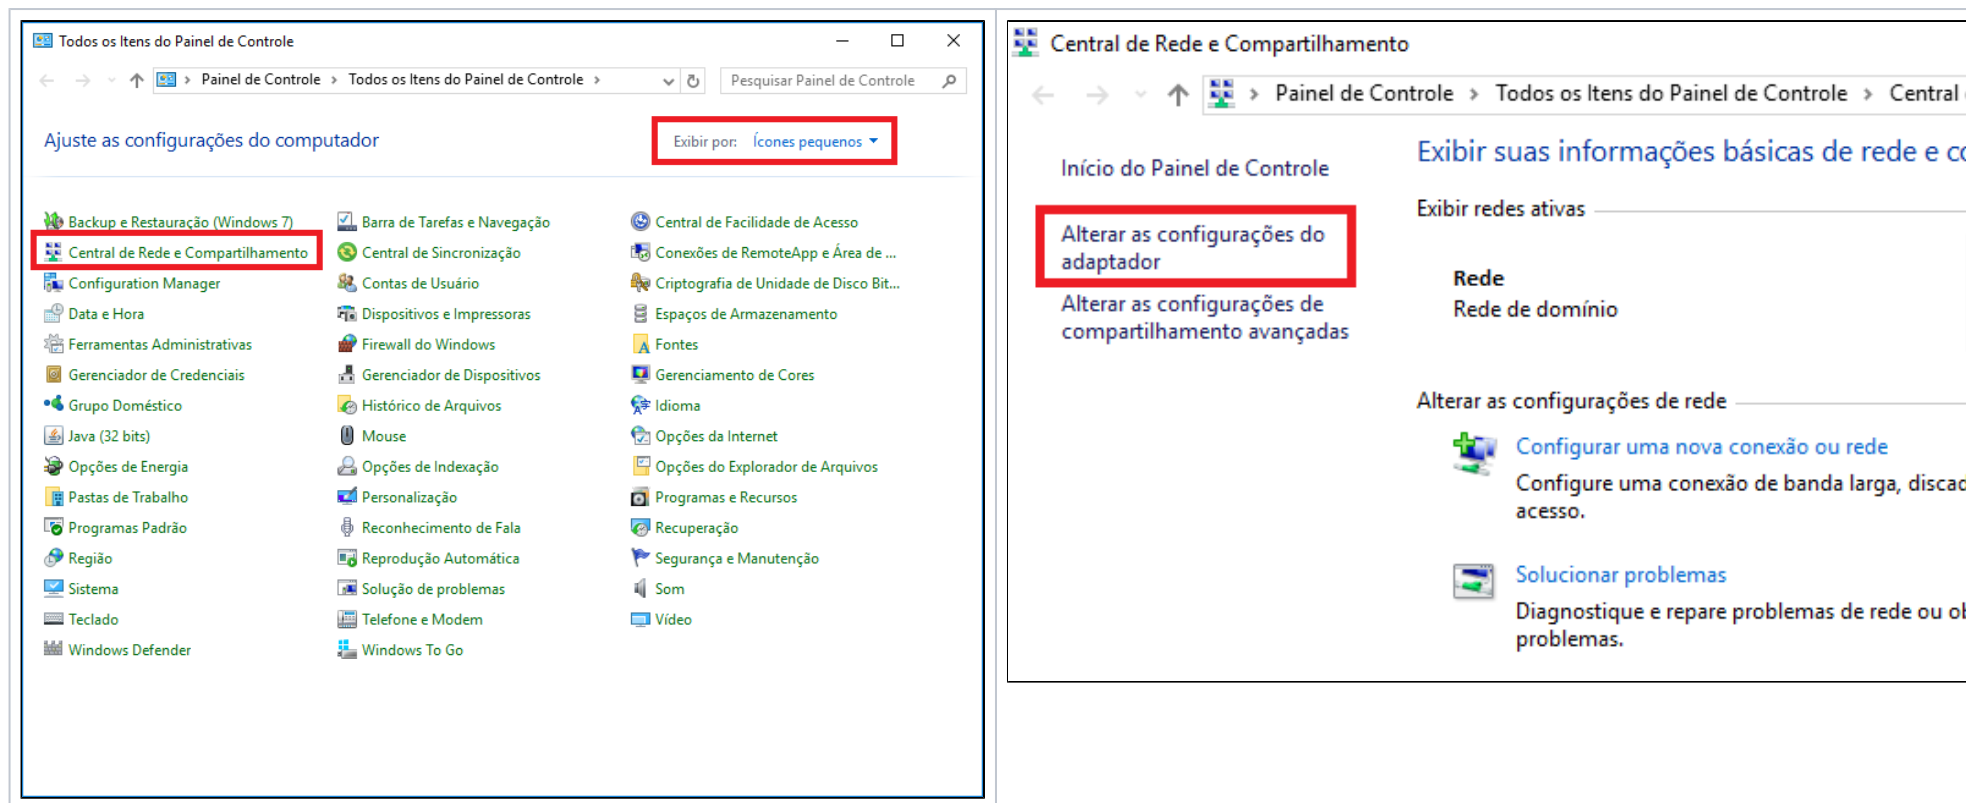 Todos os Itens do Painel de Controle
Painel de Controle > Todos os Itens do Painel de Controle >
Pesquisar Painel de Controle
Ajuste as configurações do computador
Exibir por: Ícones pequenos
Backup e Restauração (Windows 7)
Barra de Tarefas e Navegação
Central de Facilidade de Acesso
Central de Rede e Compartilhamento
Central de Sincronização
Conexões de RemoteApp e Área de ...
Configuration Manager
Contas de Usuário
Criptografia de Unidade de Disco Bit...
Data e Hora
Dispositivos e Impressoras
Espaços de Armazenamento
Ferramentas Administrativas
Firewall do Windows
Fontes
Gerenciador de Credenciais
Gerenciador de Dispositivos
Gerenciamento de Cores
Grupo Doméstico
Histórico de Arquivos
Idioma
Java (32 bits)
Mouse
Opções da Internet
Opções de Energia
Opções de Indexação
Opções do Explorador de Arquivos
Pastas de Trabalho
Personalização
Programas e Recursos
Programas Padrão
Reconhecimento de Fala
Recuperação
Região
Reprodução Automática
Segurança e Manutenção
Sistema
Solução de problemas
Som
Teclado
Telefone e Modem
Vídeo
Windows Defender
Windows To Go
Central de Rede e Compartilhamento
Painel de Controle > Todos os Itens do Painel de Controle > Central
Início do Painel de Controle
Alterar as configurações do
adaptador
Alterar as configurações de
compartilhamento avançadas
Exibir suas informações básicas de rede e co
Exibir redes ativas
Rede
Rede de domínio
Alterar as configurações de rede
Configurar uma nova conexão ou rede
Configure uma conexão de banda larga, discad
acesso.
Solucionar problemas
Diagnostique e repare problemas de rede ou ob
problemas.